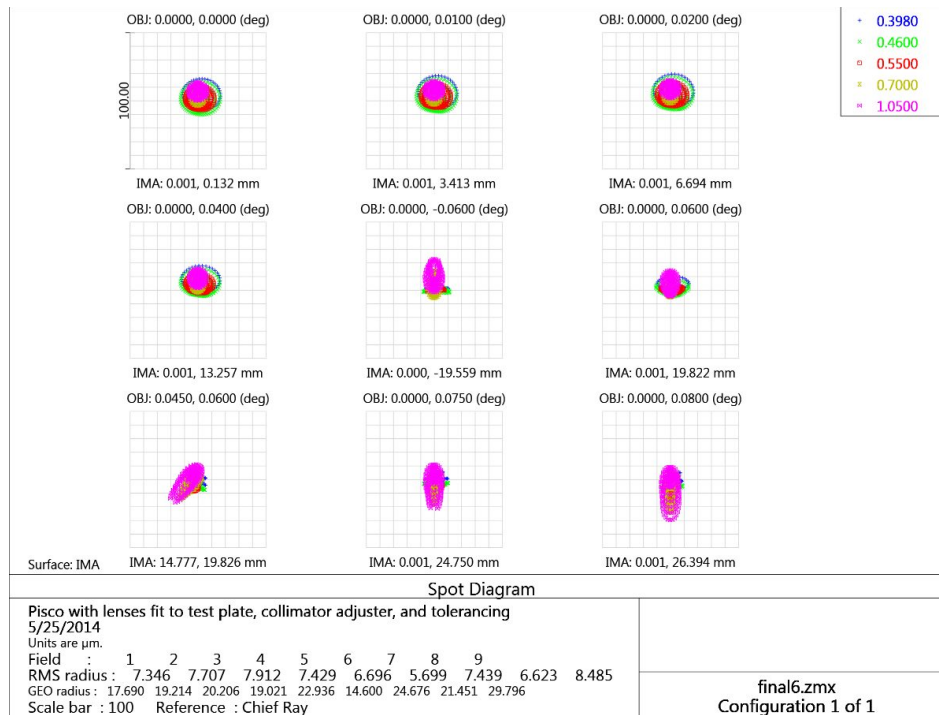 OBJ: 0.0000, 0.0000 (deg) OBJ: 0.0000, 0.0100 (deg) OBJ: 0.0000, 0.0200 (deg)
+ 0.3980
× 0.4600
0.5500
0.7000
1.0500
100.00
IMA: 0.001, 0.132 mm IMA: 0.001, 3.413 mm IMA: 0.001, 6.694 mm
OBJ: 0.0000, 0.0400 (deg) OBJ: 0.0000, -0.0600 (deg) OBJ: 0.0000, 0.0600 (deg)
IMA: 0.001, 13.257 mm IMA: 0.000, -19.559 mm IMA: 0.001, 19.822 mm
OBJ: 0.0450, 0.0600 (deg) OBJ: 0.0000, 0.0750 (deg) OBJ: 0.0000, 0.0800 (deg)
Surface: IMA IMA: 14.777, 19.826 mm IMA: 0.001, 24.750 mm IMA: 0.001, 26.394 mm
Spot Diagram
Pisco with lenses fit to test plate, collimator adjuster, and tolerancing
5/25/2014
Units are µm.
Field : 1 2 3 4 5 6 7 8 9
RMS radius : 7.346 7.707 7.912 7.429 6.696 5.699 7.439 6.623 8.485
GEO radius : 17.690 19.214 20.206 19.021 22.936 14.600 24.676 21.451 29.796
Scale bar : 100 Reference : Chief Ray
final6.zmx
Configuration 1 of 1